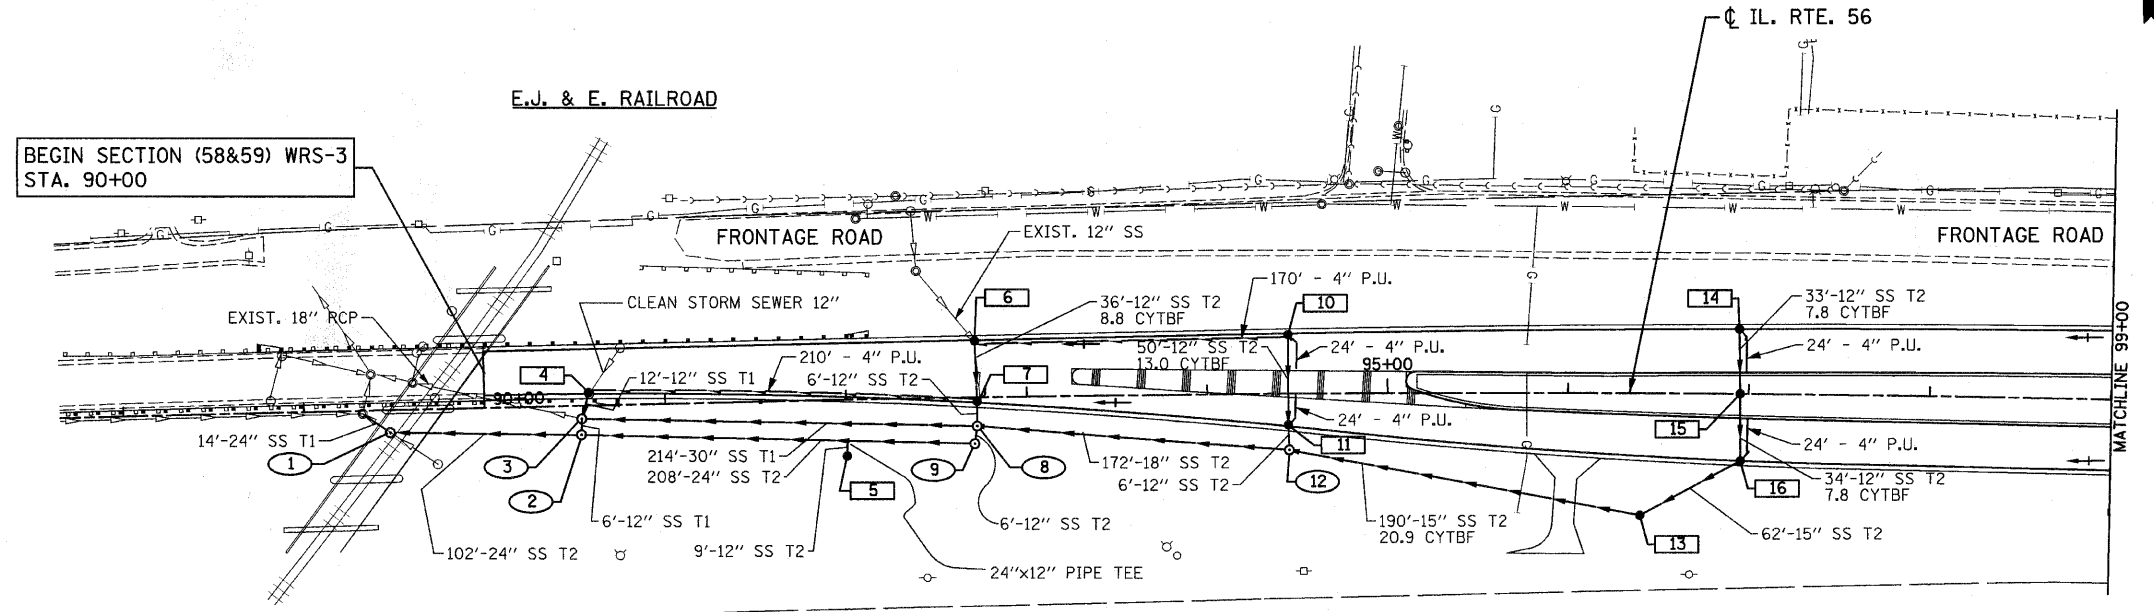 ℄ IL. RTE. 56
E.J. & E. RAILROAD
BEGIN SECTION (58&59) WRS-3
STA. 90+00
FRONTAGE ROAD
EXIST. 12" SS
FRONTAGE ROAD
CLEAN STORM SEWER 12"
EXIST. 18" RCP
6
36'-12" SS T2
8.8 CYTBF
170' - 4" P.U.
10
14
33'-12" SS T2
7.8 CYTBF
MATCHLINE 99+00
210' - 4" P.U.
50'-12" SS T2
13.0 CYTBF
24' - 4" P.U.
95+00
24' - 4" P.U.
4
12'-12" SS T1
6'-12" SS T2
7
90+00
24' - 4" P.U.
15
24' - 4" P.U.
14'-24" SS T1
1
3
2
214'-30" SS T1
208'-24" SS T2
5
9
8
172'-18" SS T2
6'-12" SS T2
11
12
16
34'-12" SS T2
7.8 CYTBF
6'-12" SS T1
102'-24" SS T2
9'-12" SS T2
6'-12" SS T2
190'-15" SS T2
20.9 CYTBF
13
62'-15" SS T2
24"x12" PIPE TEE